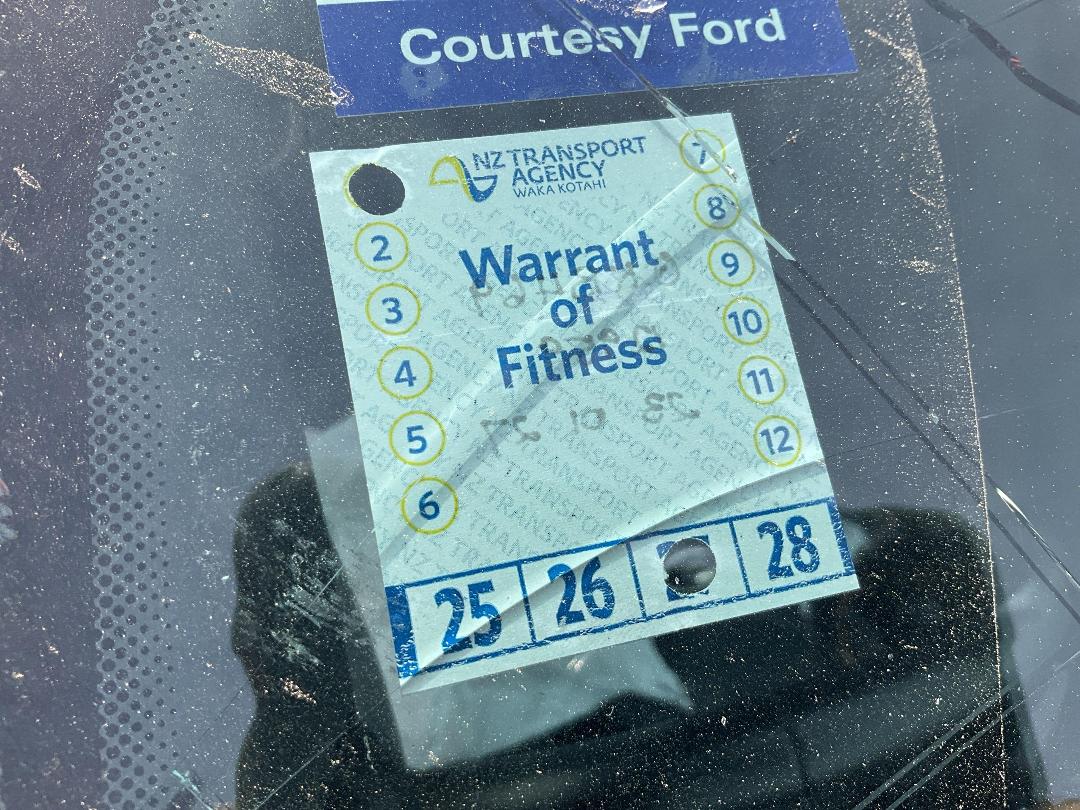 Courtesy Ford
NZ TRANSPORT
AGENCY
WAKA KOTAHI
7
8
2
Warrant
of
Fitness
9
3
10
4
11
5
12
6
25 26 28